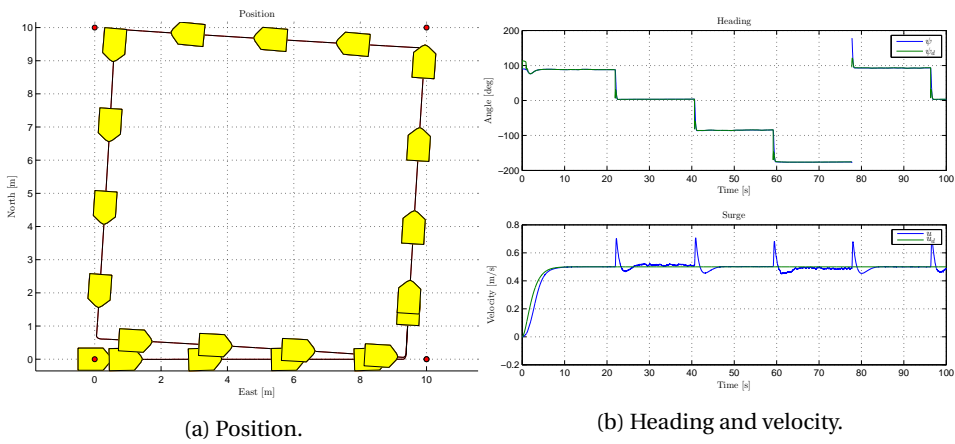 Position
10
9
8
7
6
5
4
3
2
1
0
North [m]
0 2 4 6 8 10
East [m]
(a) Position.
Heading
200
100
0
−100
−200
Angle [deg]
ψ
ψd
0 10 20 30 40 50 60 70 80 90 100
Time [s]
Surge
0.8
0.6
0.4
0.2
0
−0.2
Velocity [m/s]
u
ud
0 10 20 30 40 50 60 70 80 90 100
Time [s]
(b) Heading and velocity.